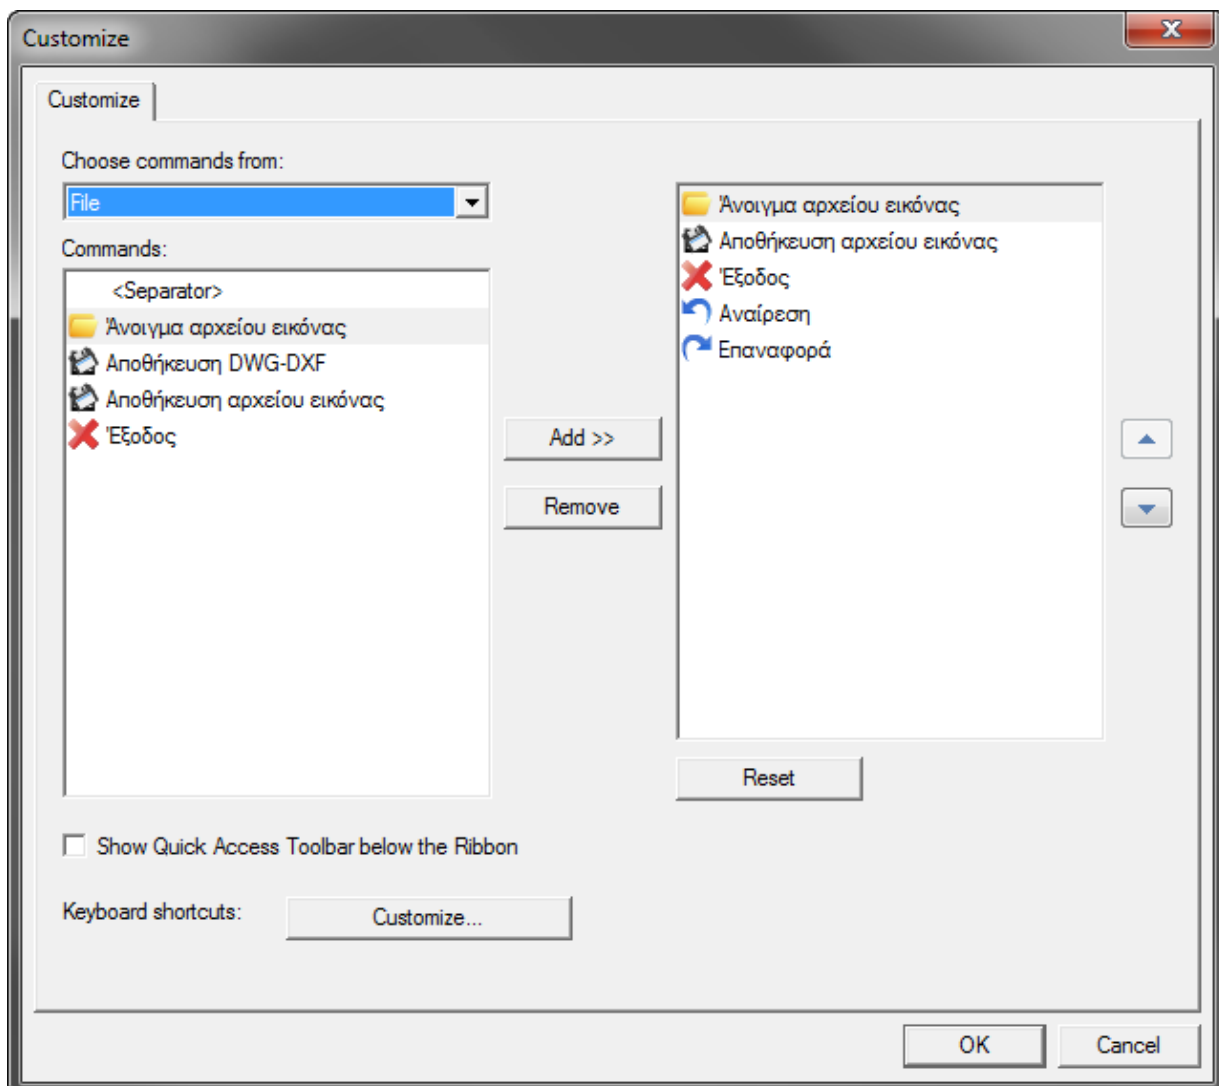 Customize
Customize
Choose commands from:
File
Commands:
<Separator>
Άνοιγμα αρχείου εικόνας
Αποθήκευση DWG-DXF
Αποθήκευση αρχείου εικόνας
Έξοδος
Add >>
Remove
Άνοιγμα αρχείου εικόνας
Αποθήκευση αρχείου εικόνας
Έξοδος
Αναίρεση
Επαναφορά
Reset
Show Quick Access Toolbar below the Ribbon
Keyboard shortcuts:
Customize...
OK
Cancel